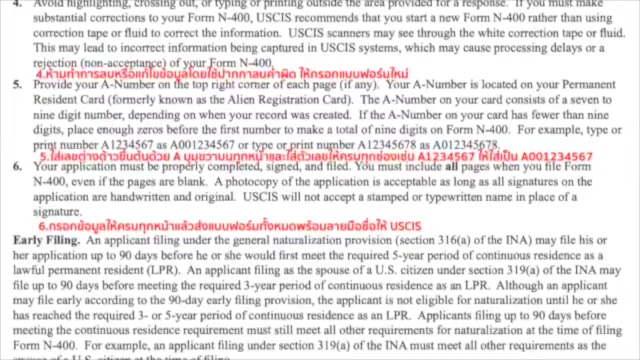 4. Avoid highlighting, crossing out, or typing or printing outside the area provided for a response. If you must make
substantial corrections to your Form N-400, USCIS recommends that you start a new Form N-400 rather than using
correction tape or fluid to correct the information. USCIS scanners may see through the white correction tape or fluid.
This may lead to incorrect information being captured in USCIS systems, which may cause processing delays or a
rejection (non-acceptance) of your Form N-400.
4.ห้ามทำการลบหรือแก้ไขข้อมูลโดยใช้ปากกาลบคำผิด ให้กรอกแบบฟอร์มใหม่
5. Provide your A-Number on the top right corner of each page (if any). Your A-Number is located on your Permanent
Resident Card (formerly known as the Alien Registration Card). The A-Number on your card consists of a seven to
nine digit number, depending on when your record was created. If the A-Number on your card has fewer than nine
digits, place enough zeros before the first number to make a total of nine digits on Form N-400. For example, type or
print number A1234567 as A001234567 or type or print number A12345678 as A012345678.
5.ใส่เลขต่างด้าวขึ้นต้นด้วย A มุมขวาบนทุกหน้าและใส่ตัวเลขให้ครบทุกช่องเช่น A1234567 ให้ใส่เป็น A001234567
6. Your application must be properly completed, signed, and filed. You must include all pages when you file Form
N-400, even if the pages are blank. A photocopy of the application is acceptable as long as all signatures on the
application are handwritten and original. USCIS will not accept a stamped or typewritten name in place of a
signature.
6.กรอกข้อมูลให้ครบทุกหน้าแล้วส่งแบบฟอร์มทั้งหมดพร้อมลายมือชื่อให้ USCIS
Early Filing. An applicant filing under the general naturalization provision (section 316(a) of the INA) may file his or
her application up to 90 days before he or she would first meet the required 5-year period of continuous residence as a
lawful permanent resident (LPR). An applicant filing as the spouse of a U.S. citizen under section 319(a) of the INA may
file up to 90 days before meeting the required 3-year period of continuous residence as an LPR. Although an applicant
may file early according to the 90-day early filing provision, the applicant is not eligible for naturalization until he or she
has reached the required 3- or 5-year period of continuous residence as an LPR. Applicants filing up to 90 days before
meeting the continuous residence requirement must still meet all other requirements for naturalization at the time of filing
Form N-400. For example, an applicant filing under section 319(a) of the INA must meet all other requirements as the
spouse of a U.S. citizen at the time of filing